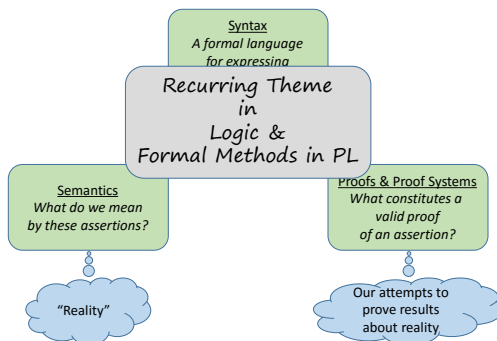 Syntax
A formal language
for expressing
Recurring Theme
in
Logic &
Formal Methods in PL
Semantics
What do we mean
by these assertions?
Proofs & Proof Systems
What constitutes a
valid proof
of an assertion?
“Reality”
Our attempts to
prove results
about reality